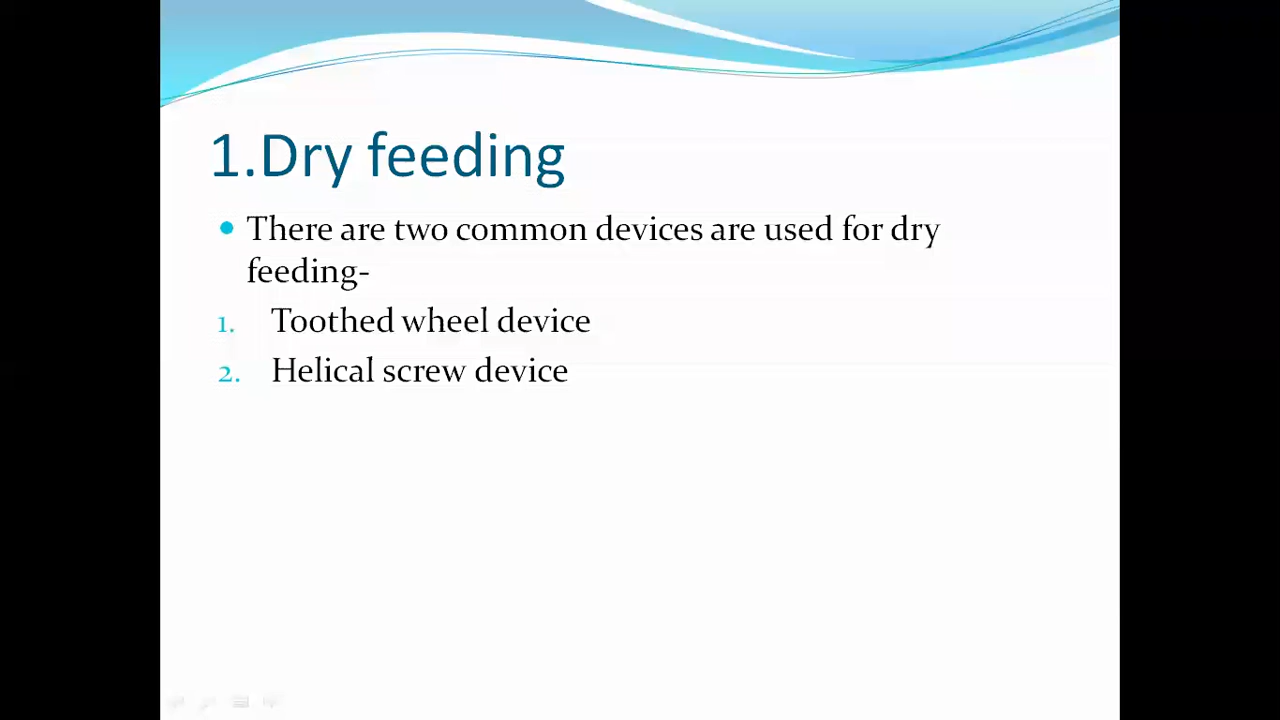 1.Dry feeding
• There are two common devices are used for dry
feeding-
1. Toothed wheel device
2. Helical screw device